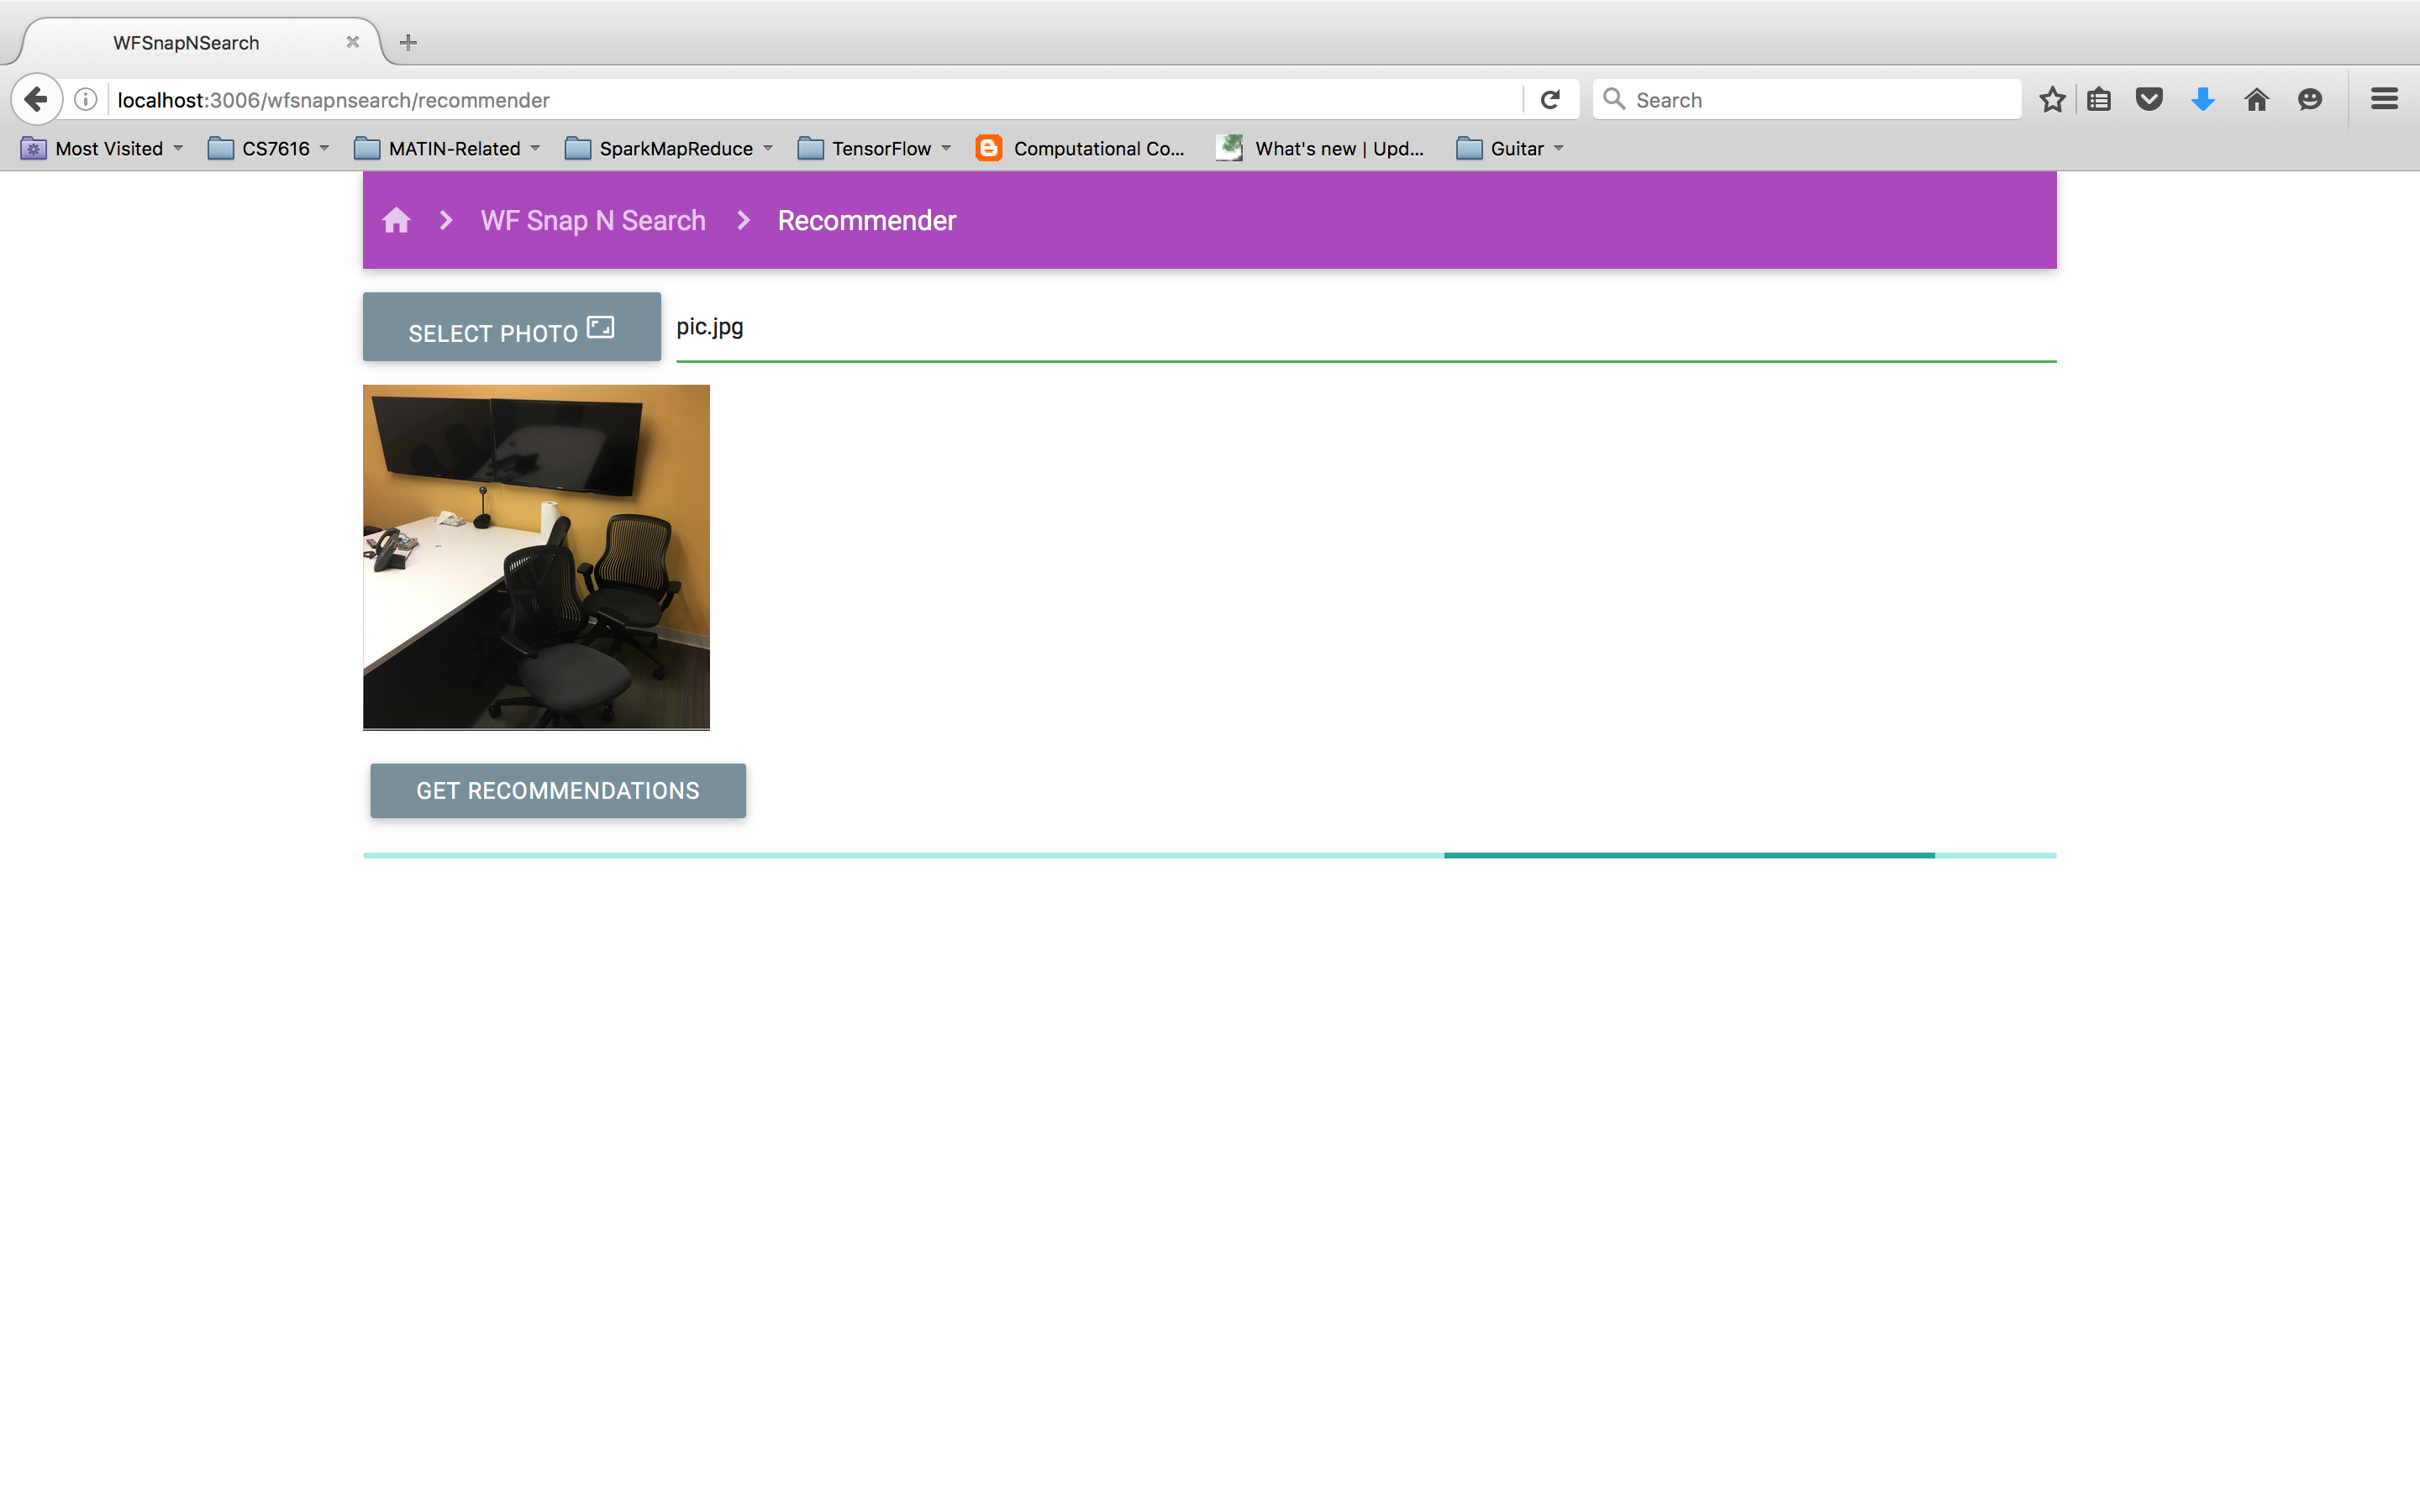 WFSnapNSearch
localhost:3006/wfsnapnsearch/recommender
Search
Most Visited CS7616 MATIN-Related SparkMapReduce TensorFlow Computational Co... What's new | Upd... Guitar
WF Snap N Search Recommender
SELECT PHOTO pic.jpg
GET RECOMMENDATIONS